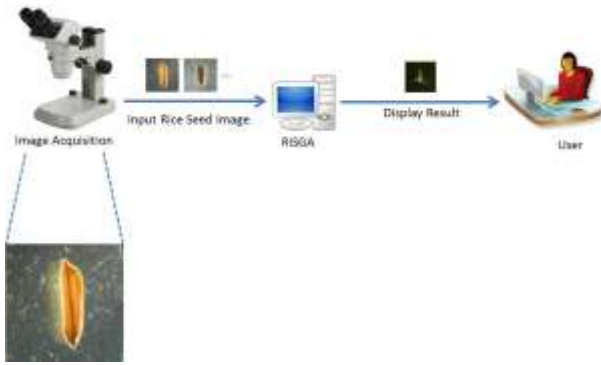 Input Rice Seed Image
Display Result
Image Acquisition
RISGA
User